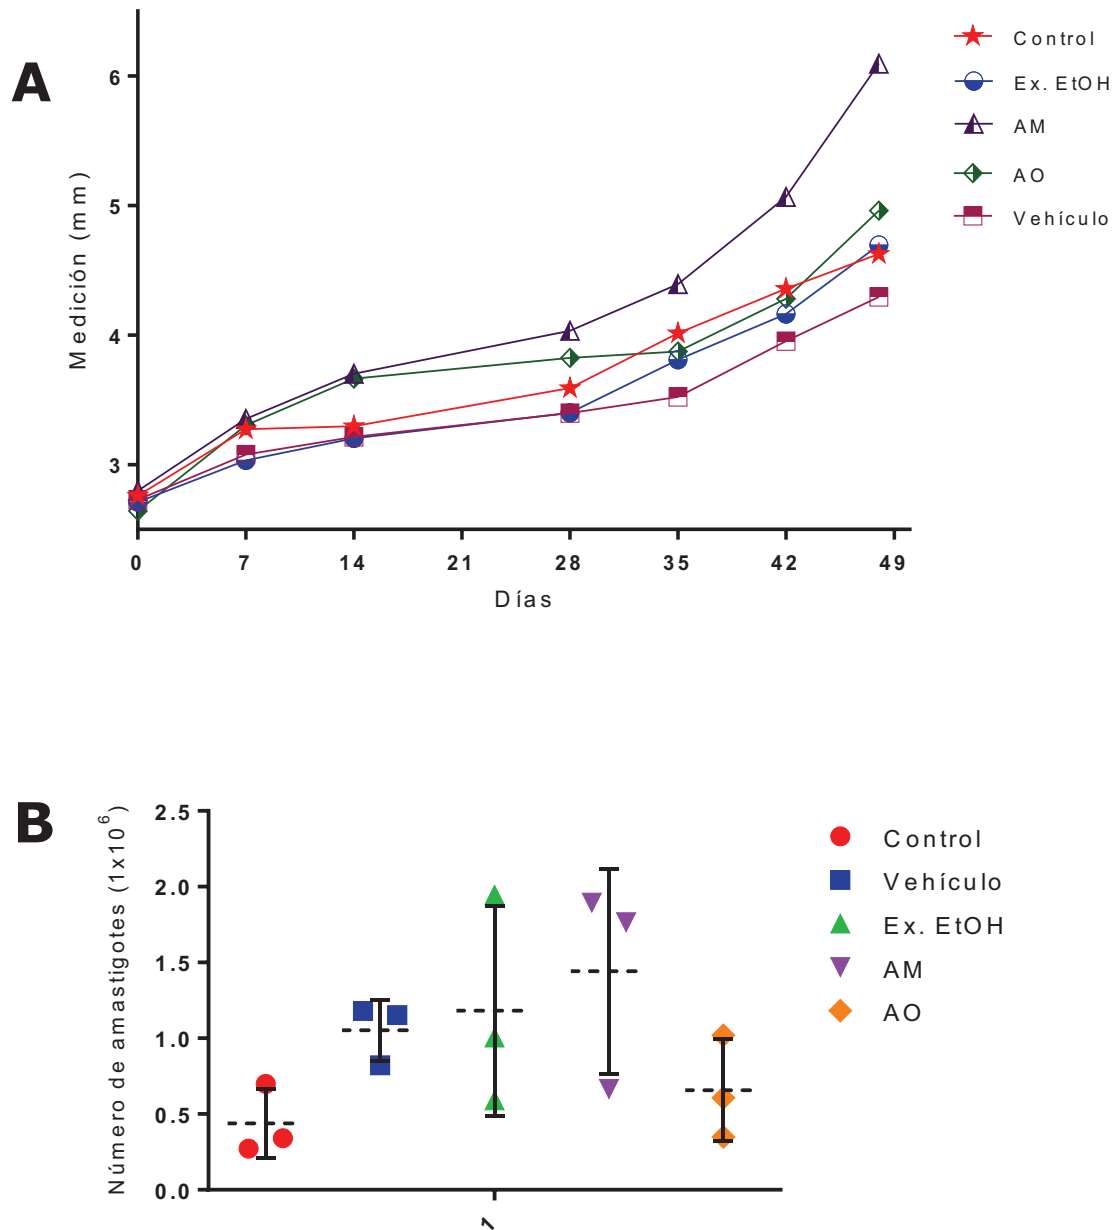 A
Medición (mm)
6
5
4
3
0 7 14 21 28 35 42 49
Días
Control
Ex. EtOH
AM
AO
Vehículo
B
Número de amastigotes (1x10⁶)
2.5
2.0
1.5
1.0
0.5
0.0
1
Control
Vehículo
Ex. EtOH
AM
AO